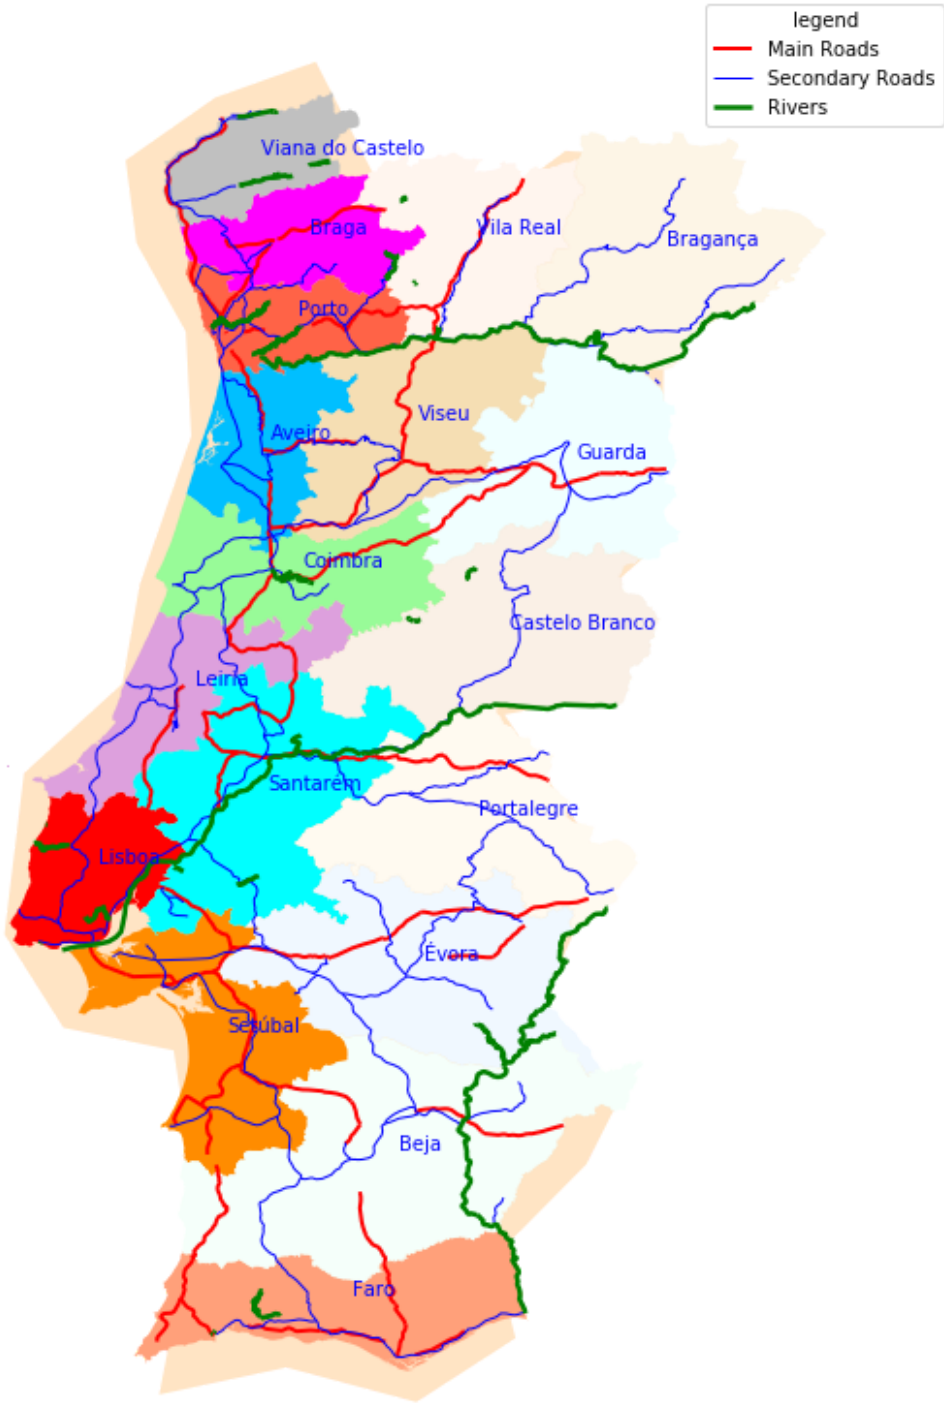 legend
Main Roads
Secondary Roads
Rivers
Viana do Castelo
Braga
Vila Real
Bragança
Porto
Viseu
Aveiro
Guarda
Coimbra
Castelo Branco
Leiria
Santarém
Portalegre
Lisboa
Évora
Setúbal
Beja
Faro